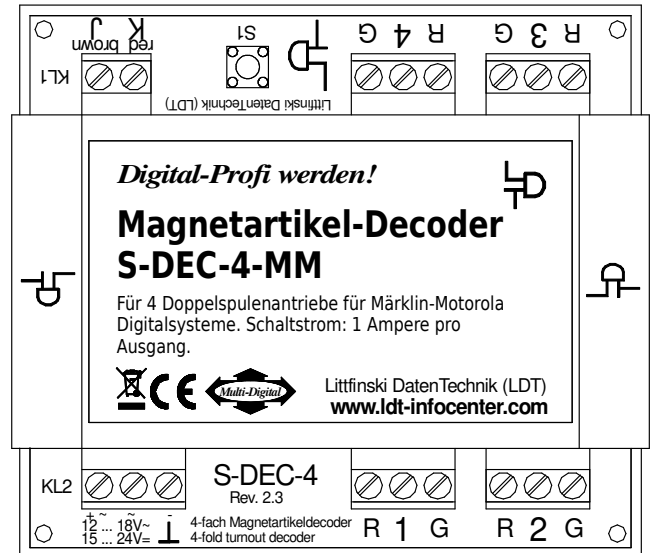 J K
brown red
KL1
S1
G 4 R
G 3 R
Littfinski DatenTechnik (LDT)
Digital-Profi werden!
Magnetartikel-Decoder
S-DEC-4-MM
Für 4 Doppelspulenantriebe für Märklin-Motorola
Digitalsysteme. Schaltstrom: 1 Ampere pro
Ausgang.
CE
Multi-Digital
Littfinski DatenTechnik (LDT)
www.ldt-infocenter.com
KL2
S-DEC-4
Rev. 2.3
+ ~ ~ -
12 ... 18V~
15 ... 24V=
4-fach Magnetartikeldecoder
4-fold turnout decoder
R 1 G
R 2 G